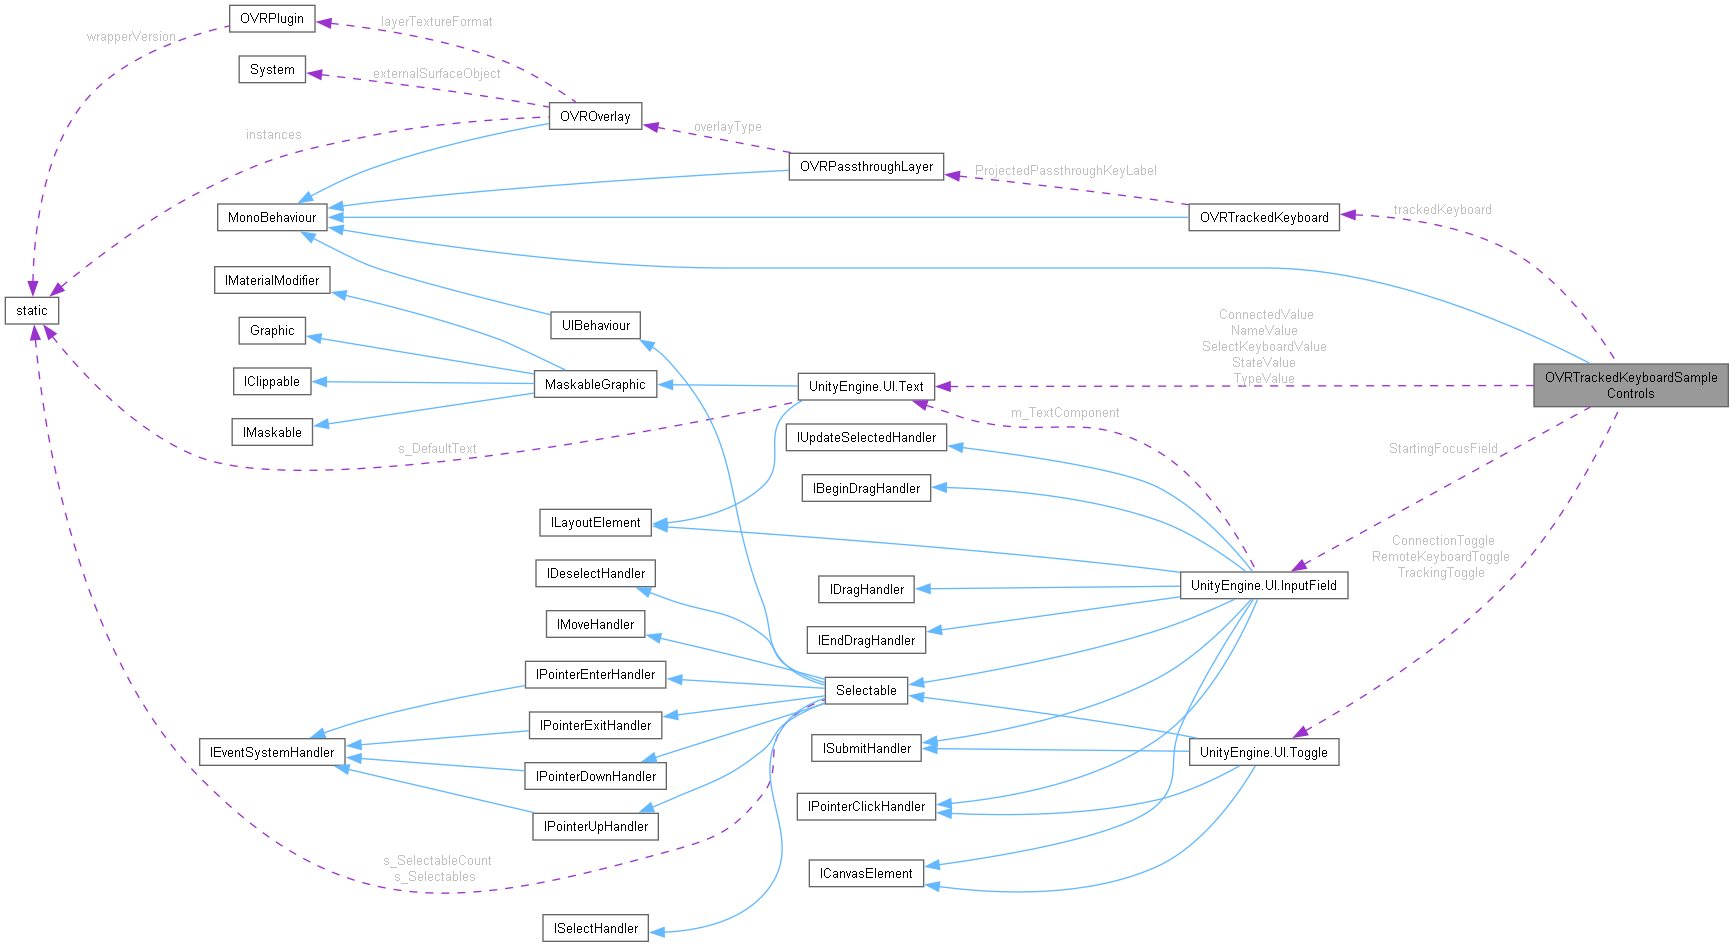 OVRPlugin
layerTextureFormat
wrapperVersion
System
externalSurfaceObject
OVROverlay
instances
overlayType
OVRPassthroughLayer
ProjectedPassthroughKeyLabel
MonoBehaviour
OVRTrackedKeyboard
trackedKeyboard
IMaterialModifier
static
UIBehaviour
Graphic
ConnectedValue
NameValue
SelectKeyboardValue
StateValue
TypeValue
IClippable
MaskableGraphic
UnityEngine.UI.Text
OVRTrackedKeyboardSample
Controls
IMaskable
s_DefaultText
m_TextComponent
IUpdateSelectedHandler
StartingFocusField
IBeginDragHandler
ILayoutElement
IDeselectHandler
ConnectionToggle
RemoteKeyboardToggle
TrackingToggle
IDragHandler
UnityEngine.UI.InputField
IMoveHandler
IEndDragHandler
IPointerEnterHandler
Selectable
IPointerExitHandler
IEventSystemHandler
ISubmitHandler
UnityEngine.UI.Toggle
IPointerDownHandler
IPointerClickHandler
IPointerUpHandler
s_SelectableCount
s_Selectables
ICanvasElement
ISelectHandler